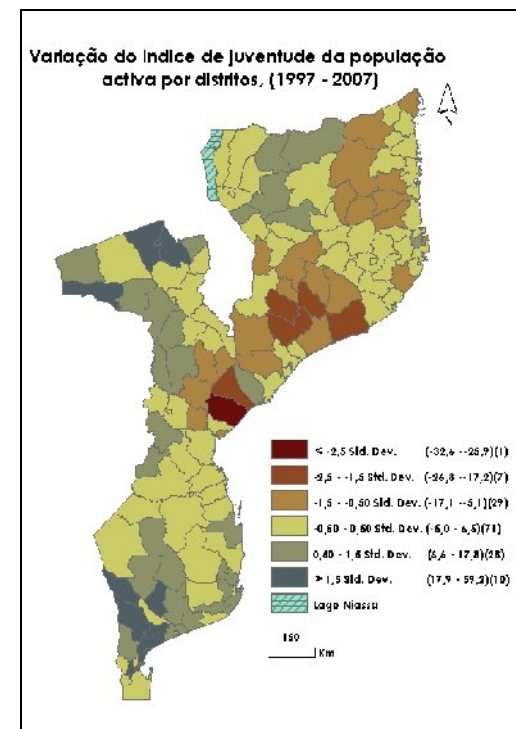 Variação do indice de juventude da população
activa por distritos, (1997 - 2007)
< -2,5 Std. Dev. (-32,6 - -25,9)(1)
-2,5 - -1,5 Std. Dev. (-26,8 - -17,2)(7)
-1,5 - -0,50 Std. Dev. (-17,1 - -5,1)(29)
-0,50 - 0,50 Std. Dev. (-5,0 - 6,5)(71)
0,50 - 1,5 Std. Dev. (6,6 - 17,8)(28)
> 1,5 Std. Dev. (17,9 - 59,2)(10)
Lago Niassa
150
Km